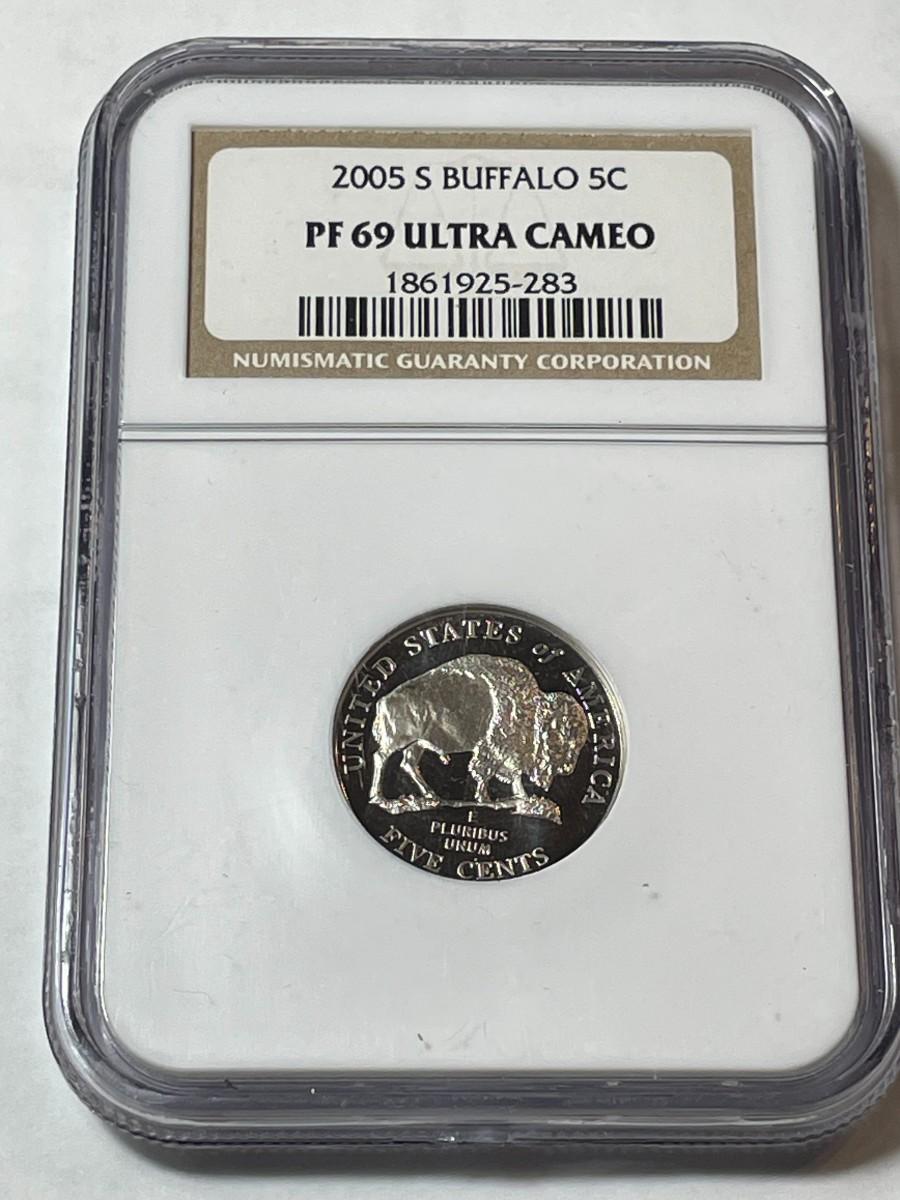 2005 S BUFFALO 5C
PF 69 ULTRA CAMEO
1861925-283
NUMISMATIC GUARANTY CORPORATION
UNITED STATES of AMERICA
E
PLURIBUS
UNUM
FIVE CENTS